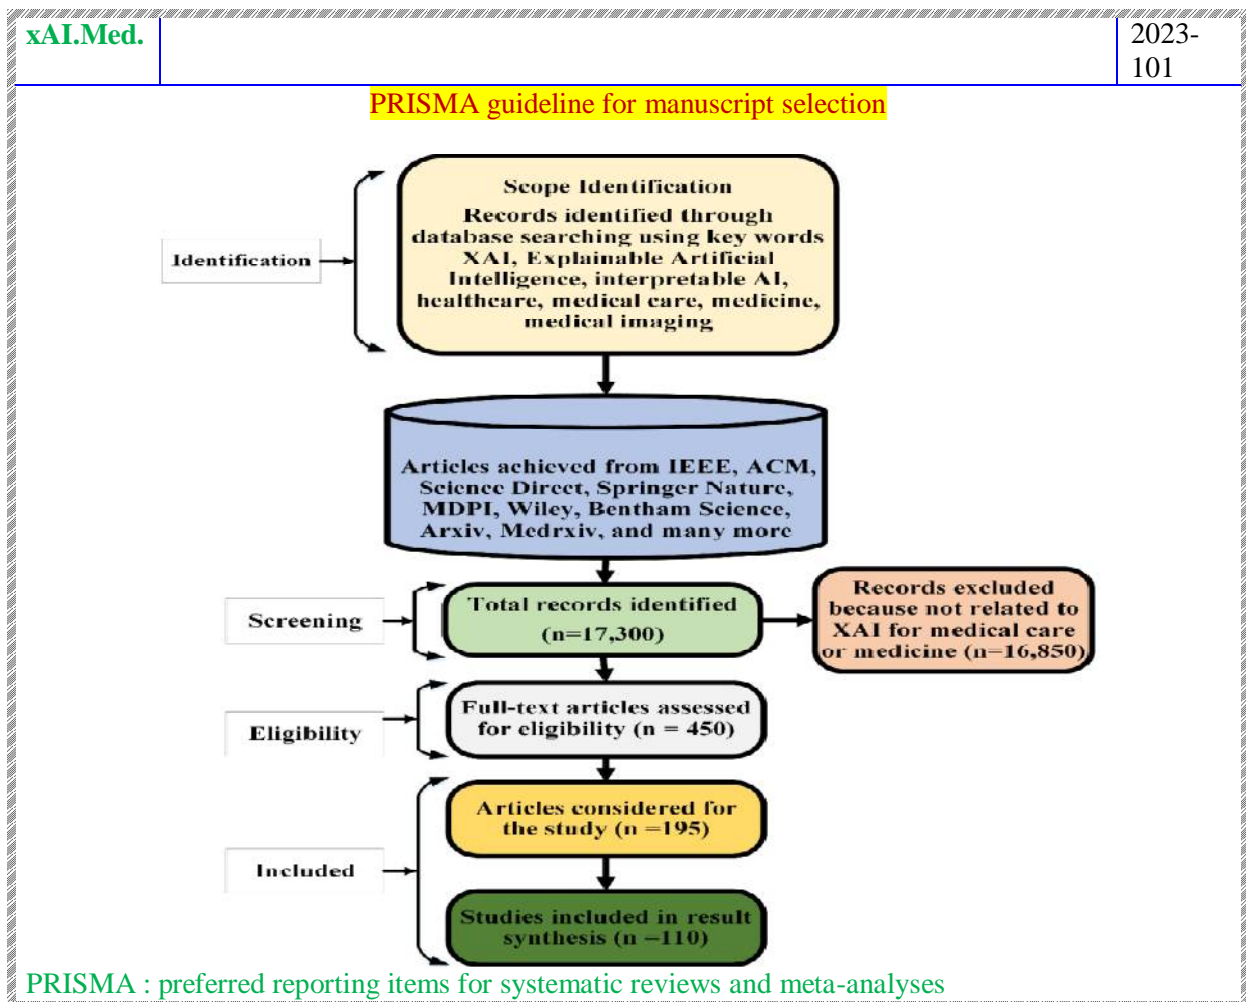 xAI.Med.
2023-
101
PRISMA guideline for manuscript selection
Scope Identification
Records identified through
database searching using key words
XAI, Explainable Artificial
Intelligence, interpretable AI,
healthcare, medical care, medicine,
medical imaging
Identification
Articles achieved from IEEE, ACM,
Science Direct, Springer Nature,
MDPI, Wiley, Bentham Science,
Arxiv, Medrxiv, and many more
Screening
Total records identified
(n=17,300)
Records excluded
because not related to
XAI for medical care
or medicine (n=16,850)
Eligibility
Full-text articles assessed
for eligibility (n = 450)
Included
Articles considered for
the study (n =195)
Studies included in result
synthesis (n =110)
PRISMA : preferred reporting items for systematic reviews and meta-analyses